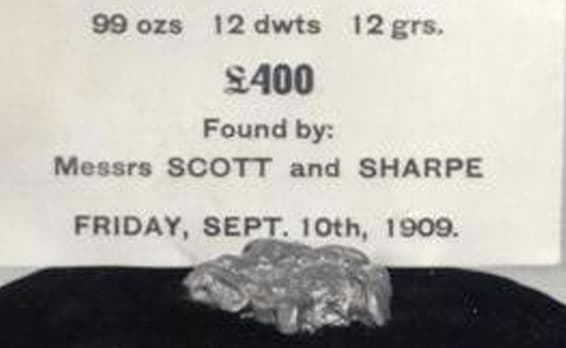 99 ozs 12 dwts 12 grs.
£400
Found by:
Messrs SCOTT and SHARPE
FRIDAY, SEPT. 10th, 1909.